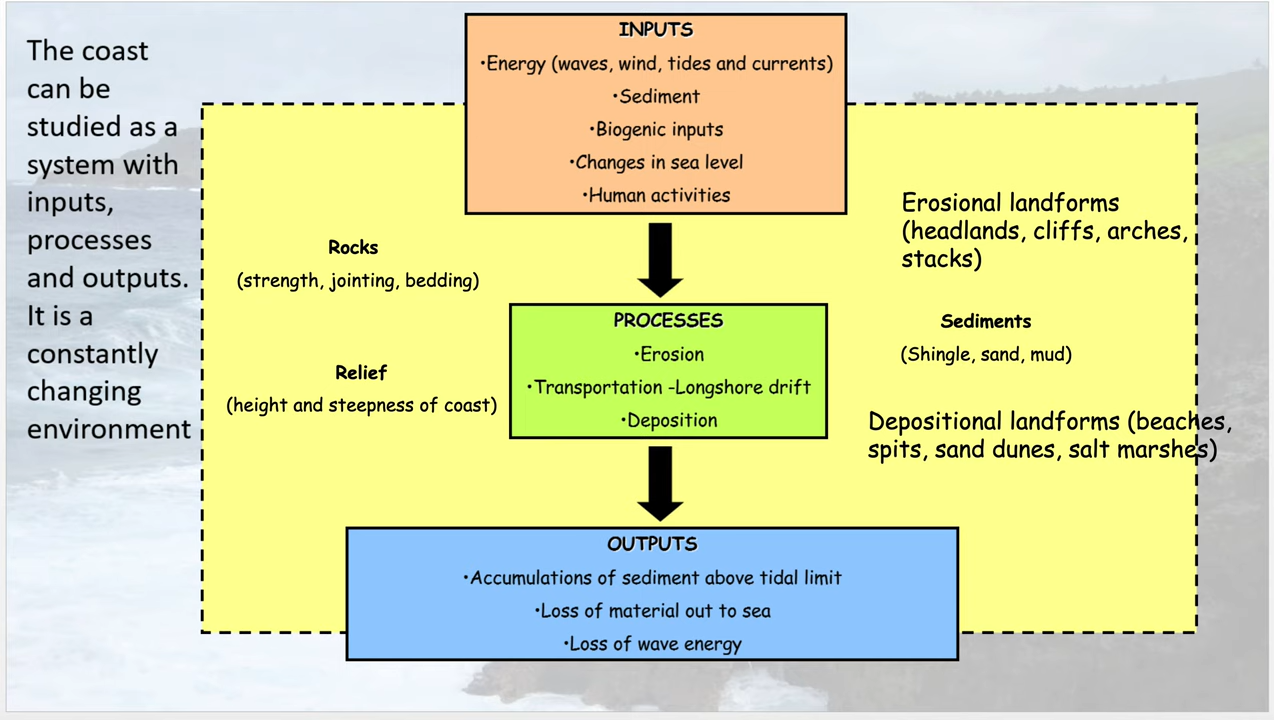 The coast
can be
studied as a
system with
inputs,
processes
and outputs.
It is a
constantly
changing
environment
INPUTS
•Energy (waves, wind, tides and currents)
•Sediment
•Biogenic inputs
•Changes in sea level
•Human activities
Rocks
(strength, jointing, bedding)
Relief
(height and steepness of coast)
PROCESSES
•Erosion
•Transportation -Longshore drift
•Deposition
Erosional landforms
(headlands, cliffs, arches,
stacks)
Sediments
(Shingle, sand, mud)
Depositional landforms (beaches,
spits, sand dunes, salt marshes)
OUTPUTS
•Accumulations of sediment above tidal limit
•Loss of material out to sea
•Loss of wave energy